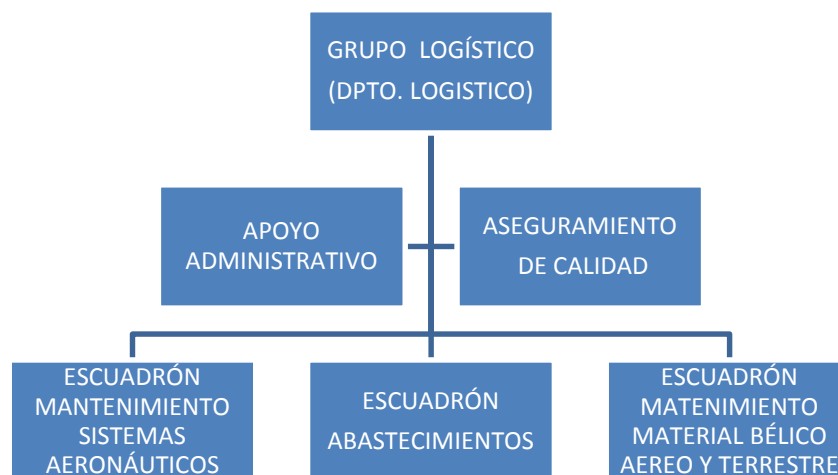 GRUPO LOGÍSTICO
(DPTO. LOGISTICO)
APOYO
ADMINISTRATIVO
ASEGURAMIENTO
DE CALIDAD
ESCUADRÓN
MANTENIMIENTO
SISTEMAS
AERONÁUTICOS
ESCUADRÓN
ABASTECIMIENTOS
ESCUADRÓN
MATENIMIENTO
MATERIAL BÉLICO
AEREO Y TERRESTRE